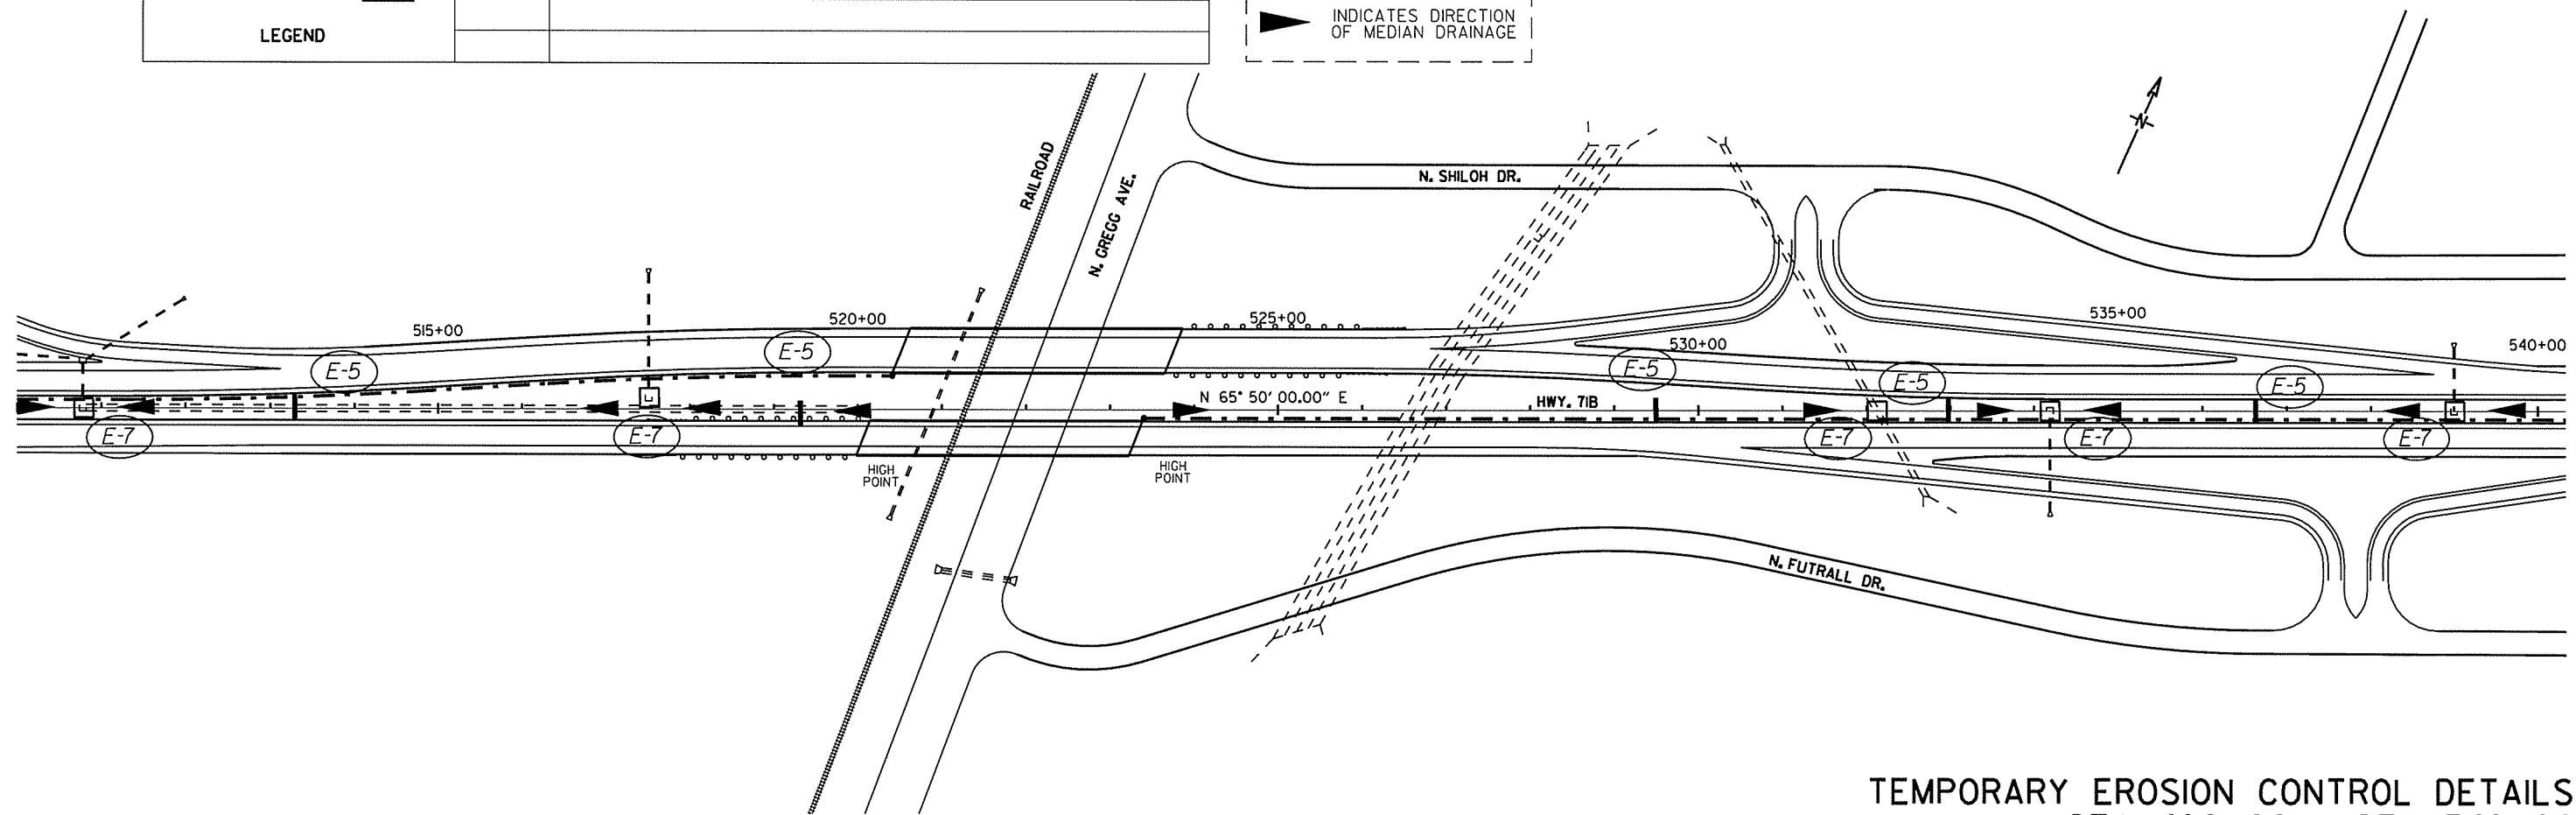 LEGEND
INDICATES DIRECTION
OF MEDIAN DRAINAGE
N
RAILROAD
N. GREGG AVE.
N. SHILOH DR.
515+00
520+00
525+00
530+00
535+00
540+00
E-5
E-5
E-5
E-5
E-5
N 65° 50' 00.00" E
HWY. 71B
E-7
E-7
E-7
E-7
E-7
HIGH
POINT
HIGH
POINT
N. FUTRALL DR.
TEMPORARY EROSION CONTROL DETAILS